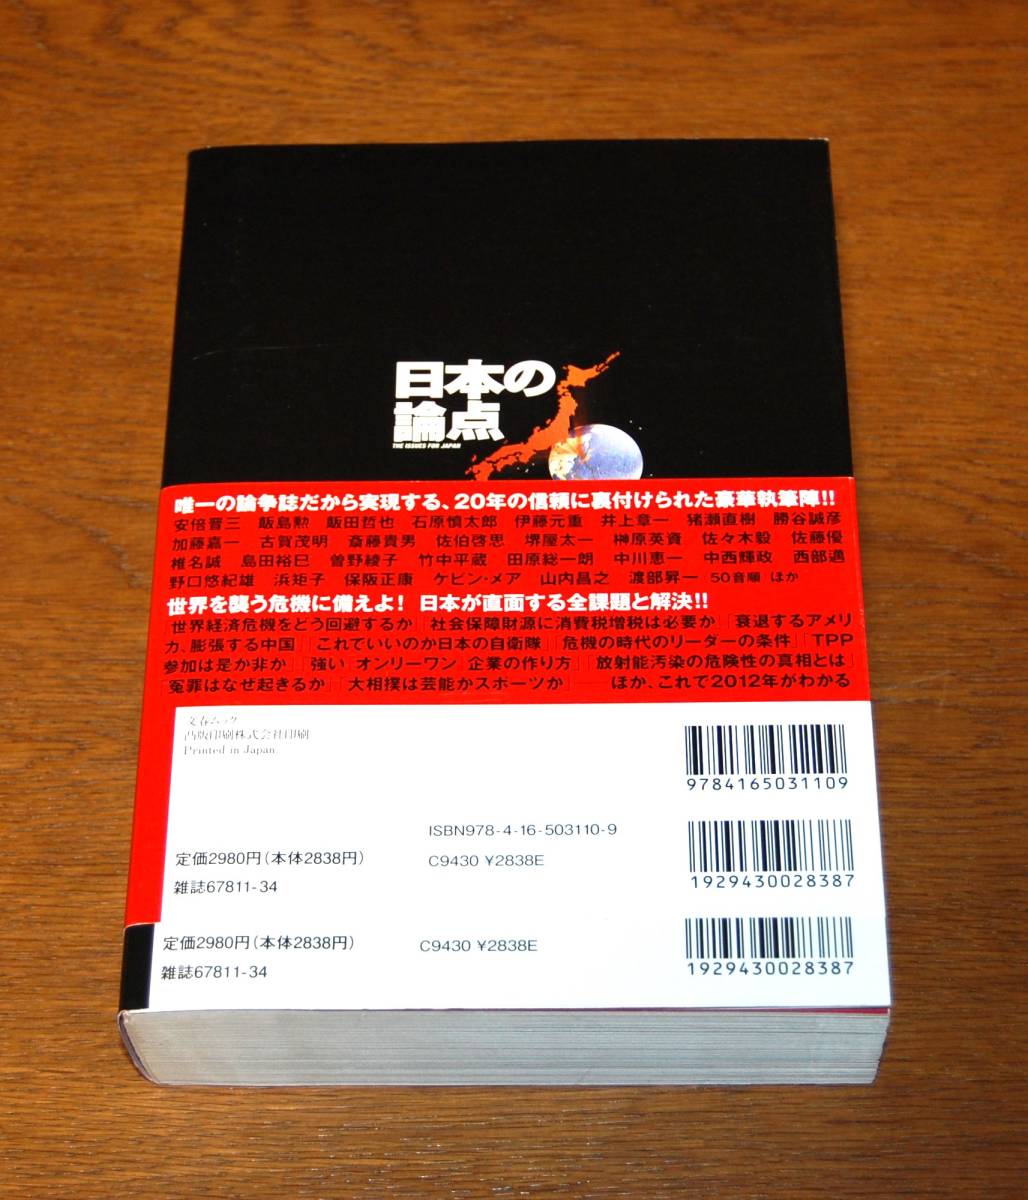 日本の
論点
THE ISSUES FOR JAPAN
唯一の論争誌だから実現する、20年の信頼に裏付けられた豪華執筆陣!!
安倍晋三 飯島勲 飯田哲也 石原慎太郎 伊藤元重 井上章一 猪瀬直樹 勝谷誠彦
加藤嘉一 古賀茂明 斎藤貴男 佐伯啓思 堺屋太一 榊原英資 佐々木毅 佐藤優
椎名誠 島田裕巳 曽野綾子 竹中平蔵 田原総一朗 中川恵一 中西輝政 西部邁
野口悠紀雄 浜矩子 保阪正康 ケビン・メア 山内昌之 渡部昇一 50音順 ほか
世界を襲う危機に備えよ! 日本が直面する全課題と解決!!
「世界経済危機をどう回避するか」「社会保障財源に消費税増税は必要か」「衰退するアメリ
カ、膨張する中国」「これでいいのか日本の自衛隊」「危機の時代のリーダーの条件」「TPP
参加は是か非か」「強い「オンリーワン」企業の作り方」「放射能汚染の危険性の真相とは」
「冤罪はなぜ起きるか」「大相撲は芸能かスポーツか」——ほか、これで2012年がわかる
文春ムック
凸版印刷株式会社印刷
Printed in Japan.
9784165031109
ISBN978-4-16-503110-9
定価2980円(本体2838円)
C9430 ¥2838E
雑誌67811-34
1929430028387
定価2980円(本体2838円)
C9430 ¥2838E
雑誌67811-34
1929430028387